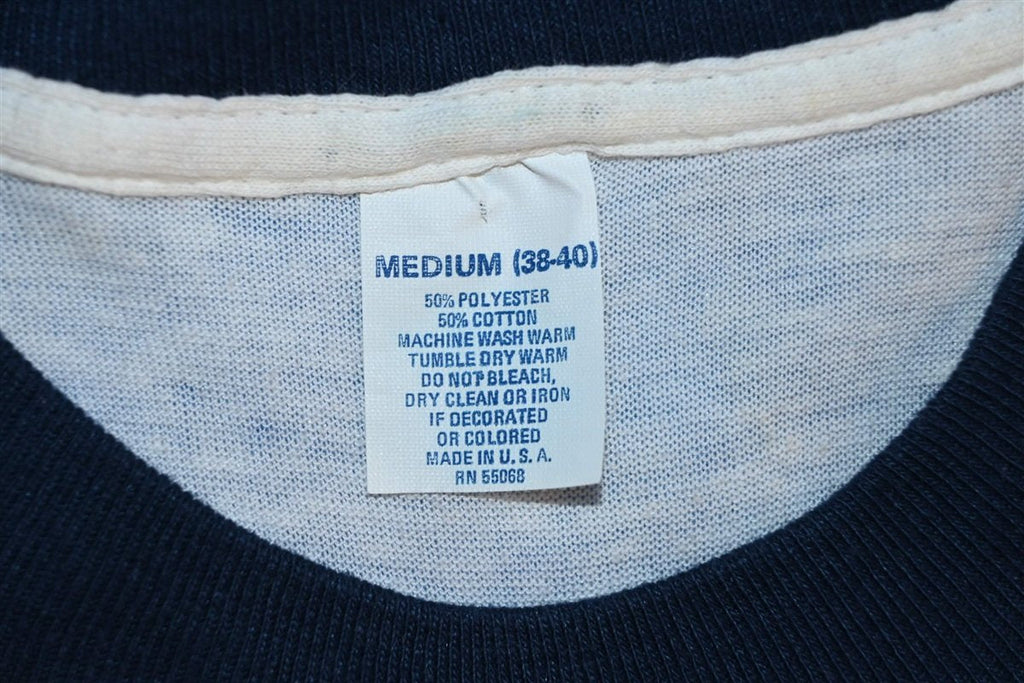 MEDIUM (38-40)
50% POLYESTER
50% COTTON
MACHINE WASH WARM
TUMBLE DRY WARM
DO NOT BLEACH,
DRY CLEAN OR IRON
IF DECORATED
OR COLORED
MADE IN U. S. A.
RN 55068